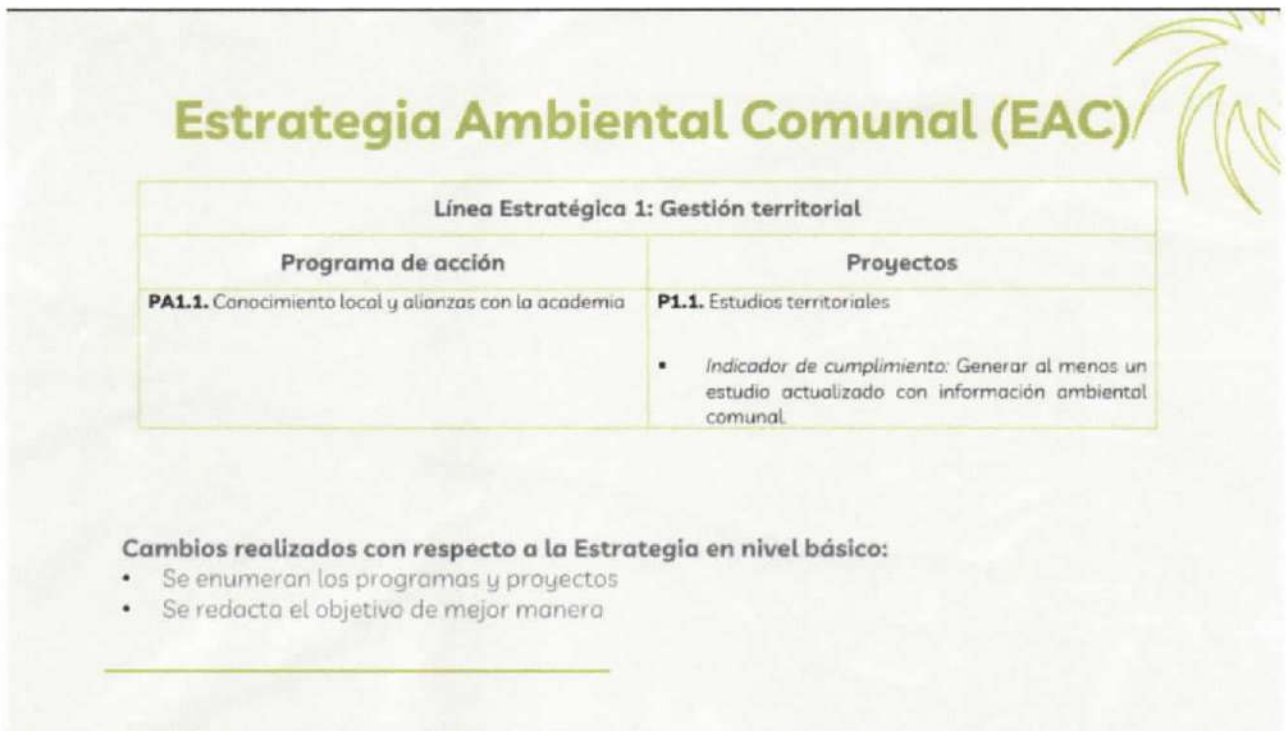 Estrategia Ambiental Comunal (EAC)
Línea Estratégica 1: Gestión territorial
Programa de acción
Proyectos
PA1.1. Conocimiento local y alianzas con la academia
P1.1. Estudios territoriales
▪ Indicador de cumplimiento: Generar al menos un
estudio actualizado con información ambiental
comunal.
Cambios realizados con respecto a la Estrategia en nivel básico:
• Se enumeran los programas y proyectos
• Se redacta el objetivo de mejor manera